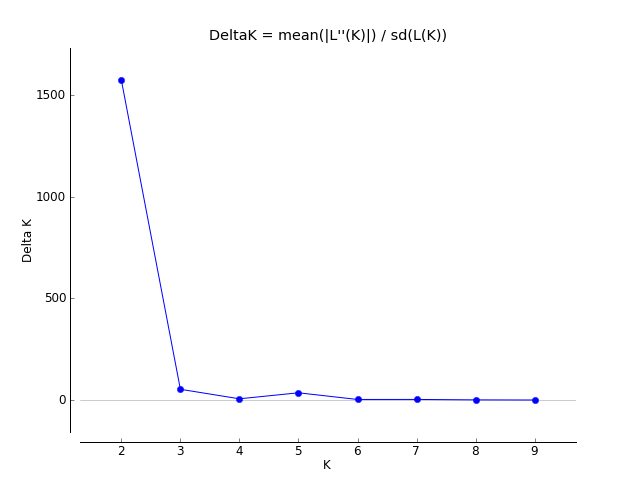 DeltaK = mean(|L''(K)|) / sd(L(K))
1500
1000
500
0
Delta K
2 3 4 5 6 7 8 9
K